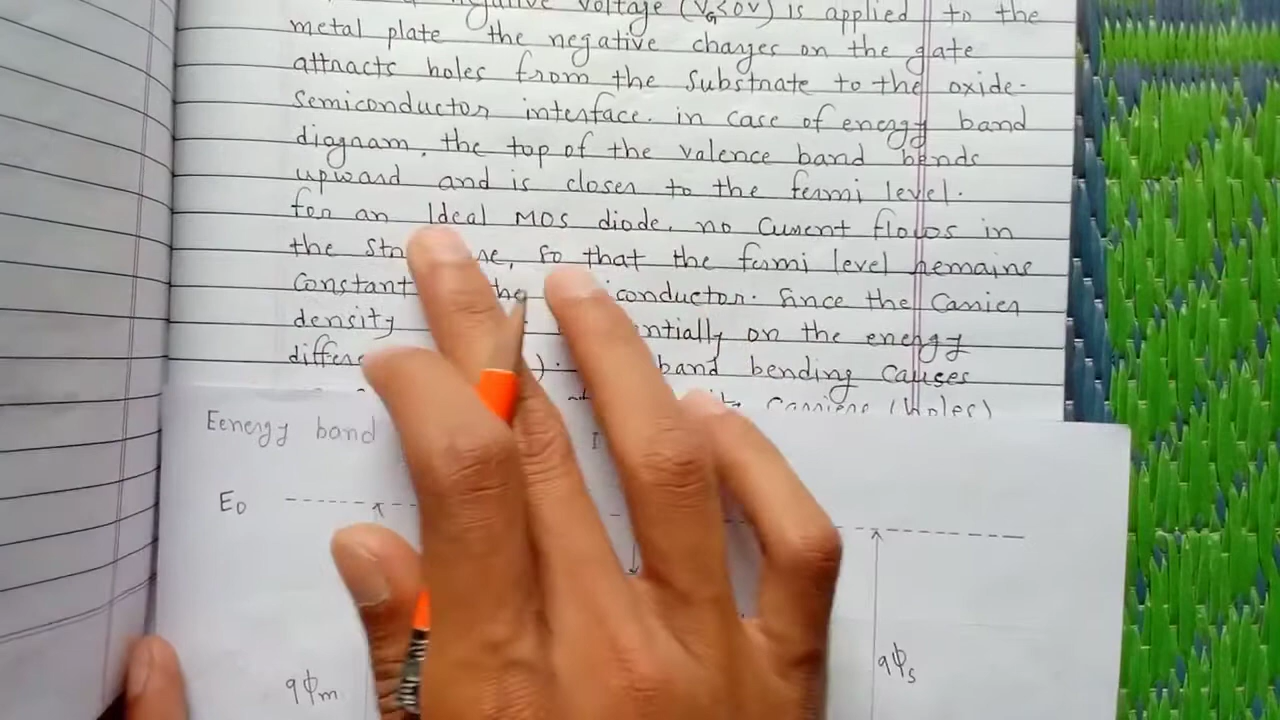 negative voltage (VG<0V) is applied to the
metal plate the negative charges on the gate
attracts holes from the substrate to the oxide-
semiconductor interface. in case of energy band
diagram, the top of the valence band bends
upward and is closer to the fermi level.
for an Ideal MOS diode, no current flows in
the so that the fermi level remains
constant the Since the carrier
density on the energy
band bending causes
carriers (holes)
Eenergy band
E0
qϕm
qϕs